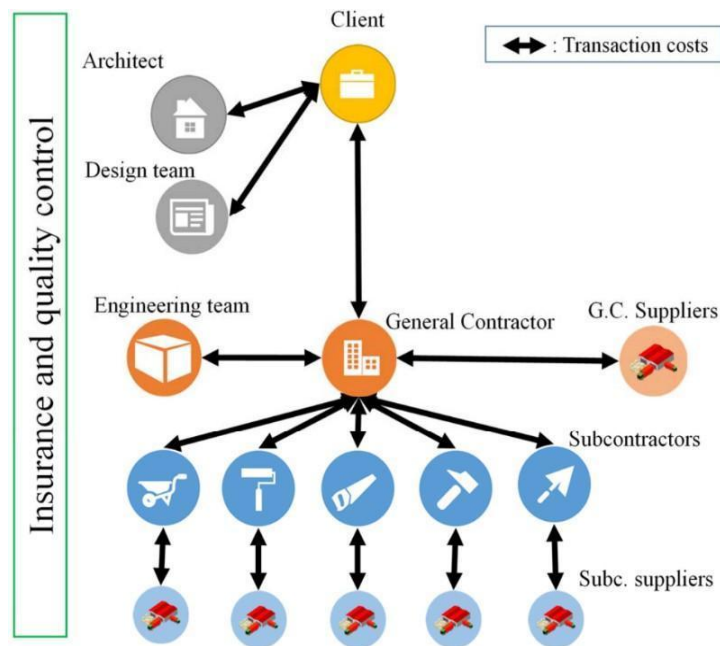 Client
: Transaction costs
Architect
Design team
Insurance and quality control
Engineering team
General Contractor
G.C. Suppliers
Subcontractors
Subc. suppliers